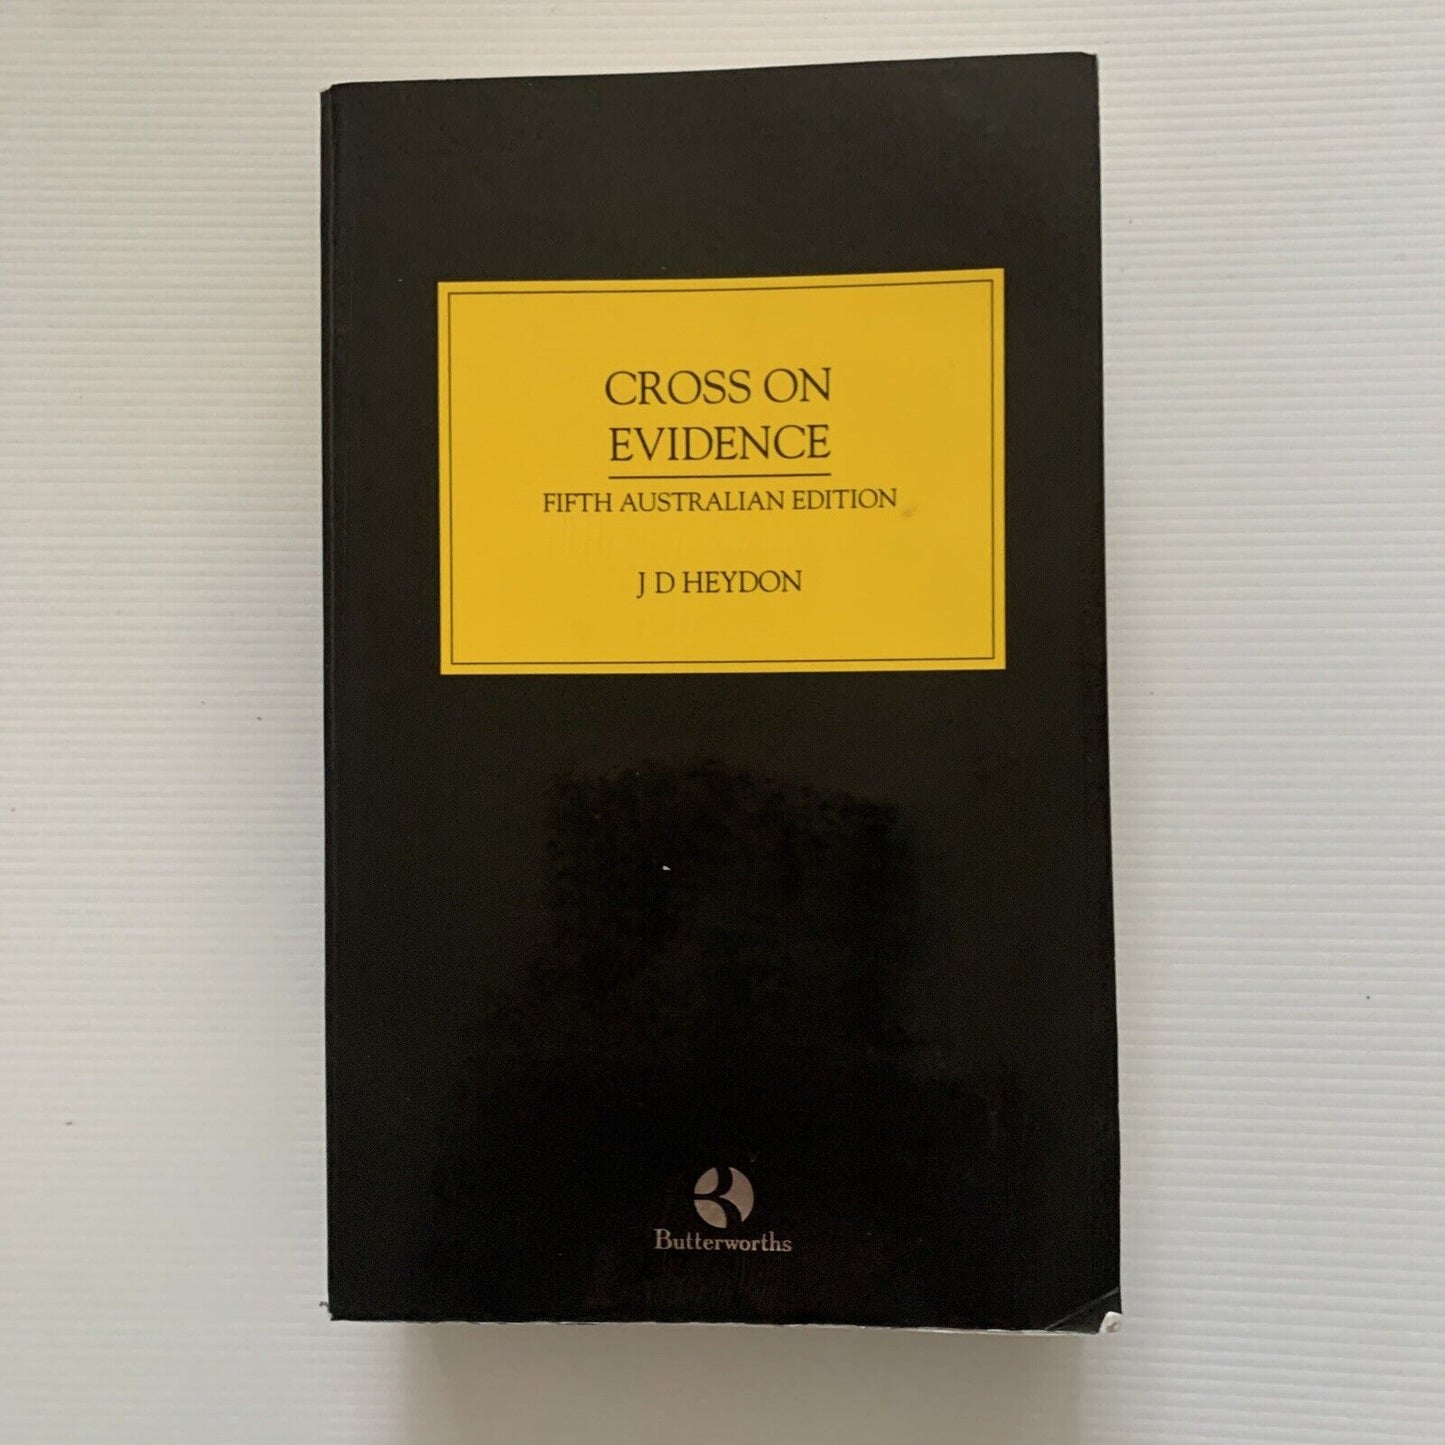 CROSS ON
EVIDENCE
FIFTH AUSTRALIAN EDITION
J D HEYDON
Butterworths